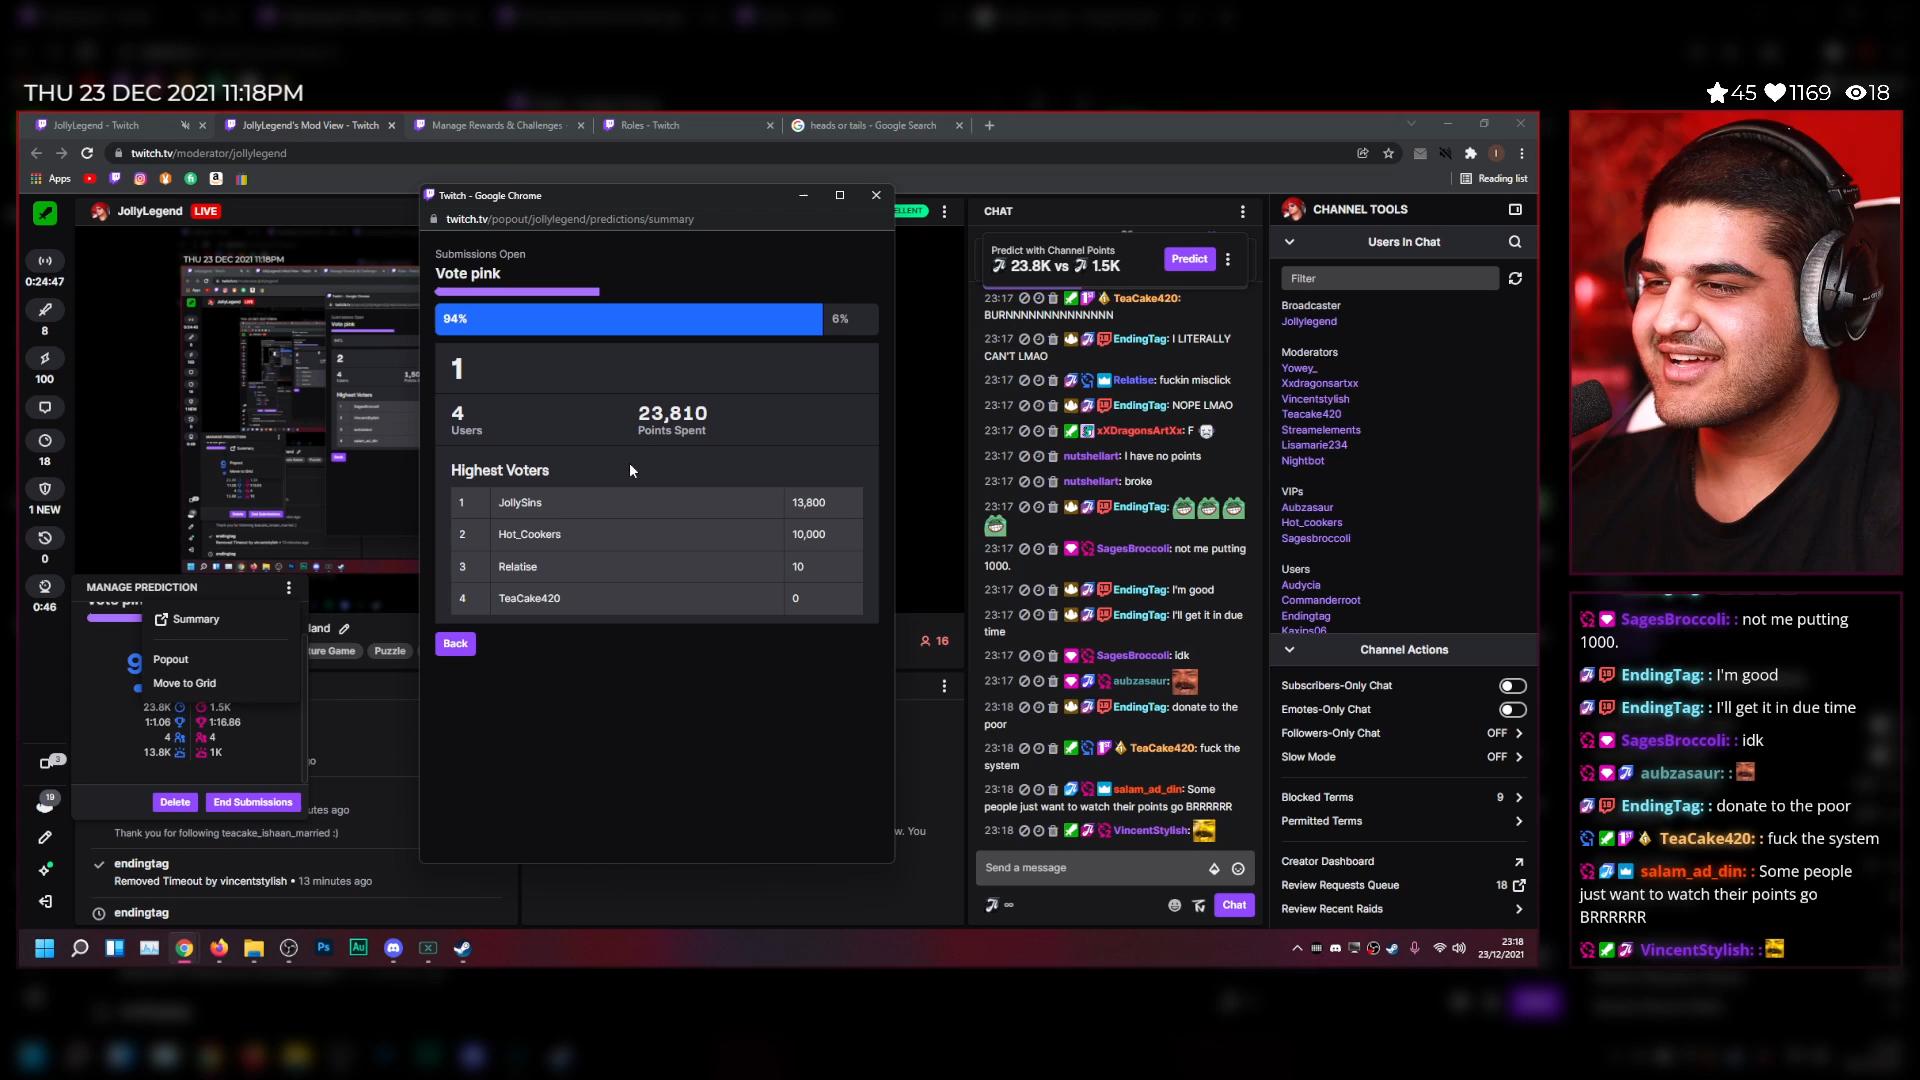 THU 23 DEC 2021 11:18PM
45 1169 18
JollyLegend - Twitch
JollyLegend's Mod View - Twitch
Manage Rewards & Challenges
Roles - Twitch
heads or tails - Google Search
twitch.tv/moderator/jollylegend
Apps
Reading list
JollyLegend LIVE
0:24:47
8
100
18
1 NEW
0
0:46
3
19
THU 23 DEC 2021 11:18PM
MANAGE PREDICTION
Summary
Popout
Move to Grid
23.8K 1.5K
1:1.06 1:16.86
4 4
13.8K 1K
Delete
End Submissions
Puzzle
16
Thank you for following teacake_ishaan_married :)
endingtag
Removed Timeout by vincentstylish • 13 minutes ago
endingtag
Twitch - Google Chrome
twitch.tv/popout/jollylegend/predictions/summary
Submissions Open
Vote pink
94% 6%
1
4 23,810
Users Points Spent
Highest Voters
1 JollySins 13,800
2 Hot_Cookers 10,000
3 Relatise 10
4 TeaCake420 0
Back
CHAT
Predict with Channel Points
23.8K vs 1.5K
Predict
23:17 TeaCake420:
BURNNNNNNNNNNNNNN
23:17 EndingTag: I LITERALLY
CAN'T LMAO
23:17 Relatise: fuckin misclick
23:17 EndingTag: NOPE LMAO
23:17 xXDragonsArtXx: F
23:17 nutshellart: I have no points
23:17 nutshellart: broke
23:17 EndingTag:
23:17 SagesBroccoli: not me putting
1000.
23:17 EndingTag: I'm good
23:17 EndingTag: I'll get it in due
time
23:17 SagesBroccoli: idk
23:17 aubzasaur:
23:18 EndingTag: donate to the
poor
23:18 TeaCake420: fuck the
system
23:18 salam_ad_din: Some
people just want to watch their points go BRRRRRR
23:18 VincentStylish:
Send a message
Chat
CHANNEL TOOLS
Users In Chat
Filter
Broadcaster
Jollylegend
Moderators
Yowey_
Xxdragonsartxx
Vincentstylish
Teacake420
Streamelements
Lisamarie234
Nightbot
VIPs
Aubzasaur
Hot_cookers
Sagesbroccoli
Users
Audycia
Commanderroot
Endingtag
Kaxips06
Channel Actions
Subscribers-Only Chat
Emotes-Only Chat
Followers-Only Chat OFF
Slow Mode OFF
Blocked Terms 9
Permitted Terms
Creator Dashboard
Review Requests Queue 18
Review Recent Raids
23:18
23/12/2021
SagesBroccoli: : not me putting
1000.
EndingTag: : I'm good
EndingTag: : I'll get it in due time
SagesBroccoli: : idk
aubzasaur: :
EndingTag: : donate to the poor
TeaCake420: : fuck the system
salam_ad_din: : Some people
just want to watch their points go
BRRRRRR
VincentStylish: :